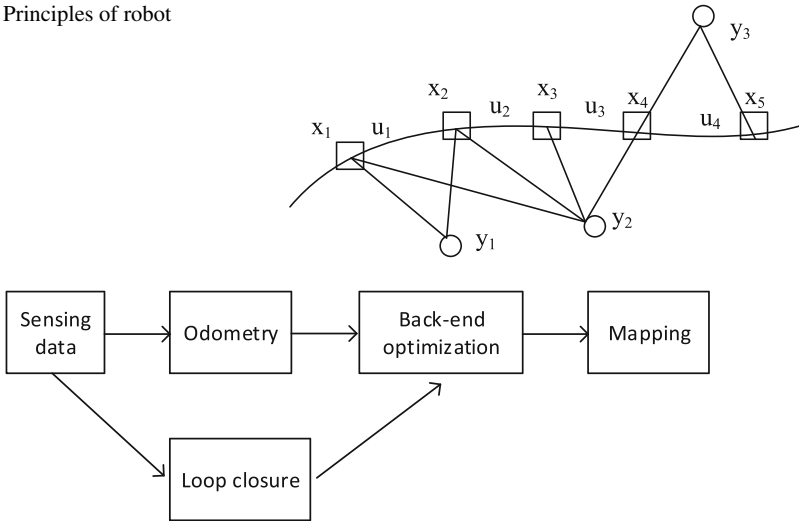 Principles of robot
y₃
x₁ u₁ x₂ u₂ x₃ u₃ x₄ u₄ x₅
y₁ y₂
Sensing
data
Odometry
Back-end
optimization
Mapping
Loop closure